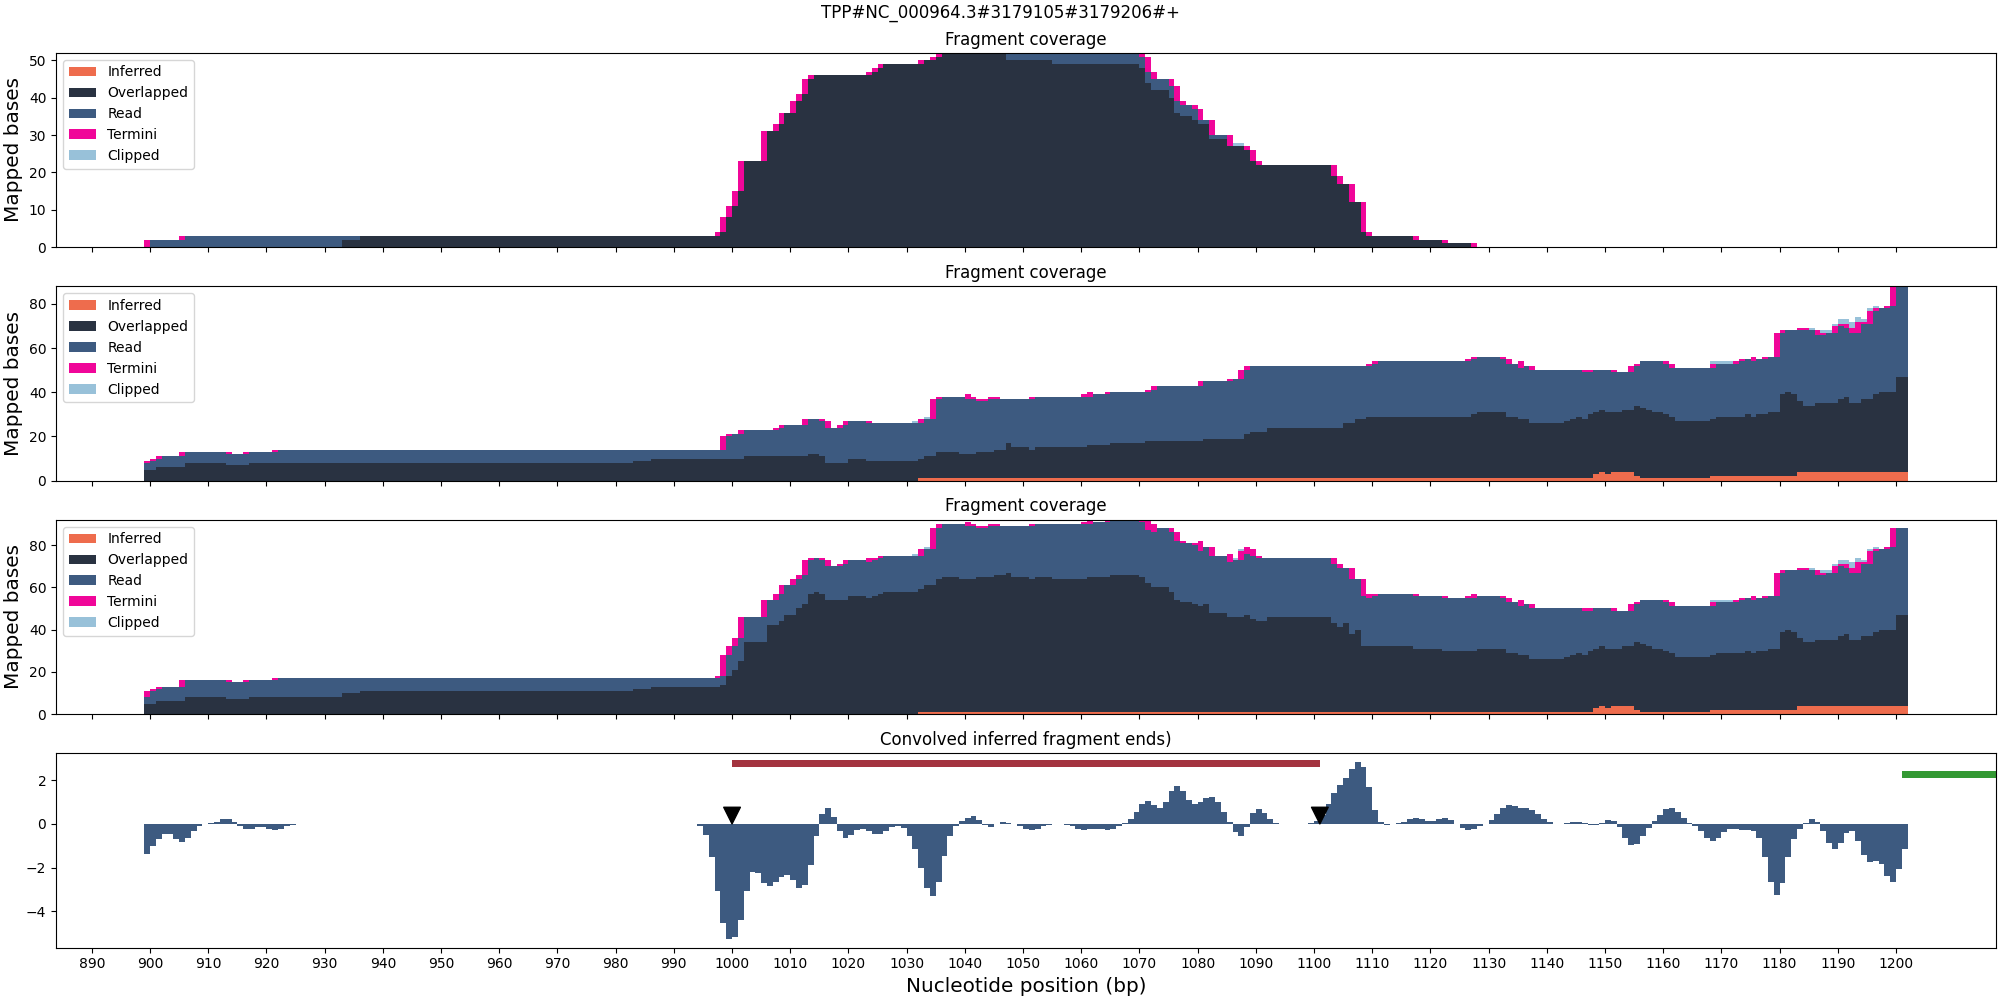 TPP#NC_000964.3#3179105#3179206#+
Fragment coverage
Mapped bases
50
40
30
20
10
0
Inferred
Overlapped
Read
Termini
Clipped
Fragment coverage
Mapped bases
80
60
40
20
0
Inferred
Overlapped
Read
Termini
Clipped
Fragment coverage
Mapped bases
80
60
40
20
0
Inferred
Overlapped
Read
Termini
Clipped
Convolved inferred fragment ends)
2
0
−2
−4
890 900 910 920 930 940 950 960 970 980 990 1000 1010 1020 1030 1040 1050 1060 1070 1080 1090 1100 1110 1120 1130 1140 1150 1160 1170 1180 1190 1200
Nucleotide position (bp)